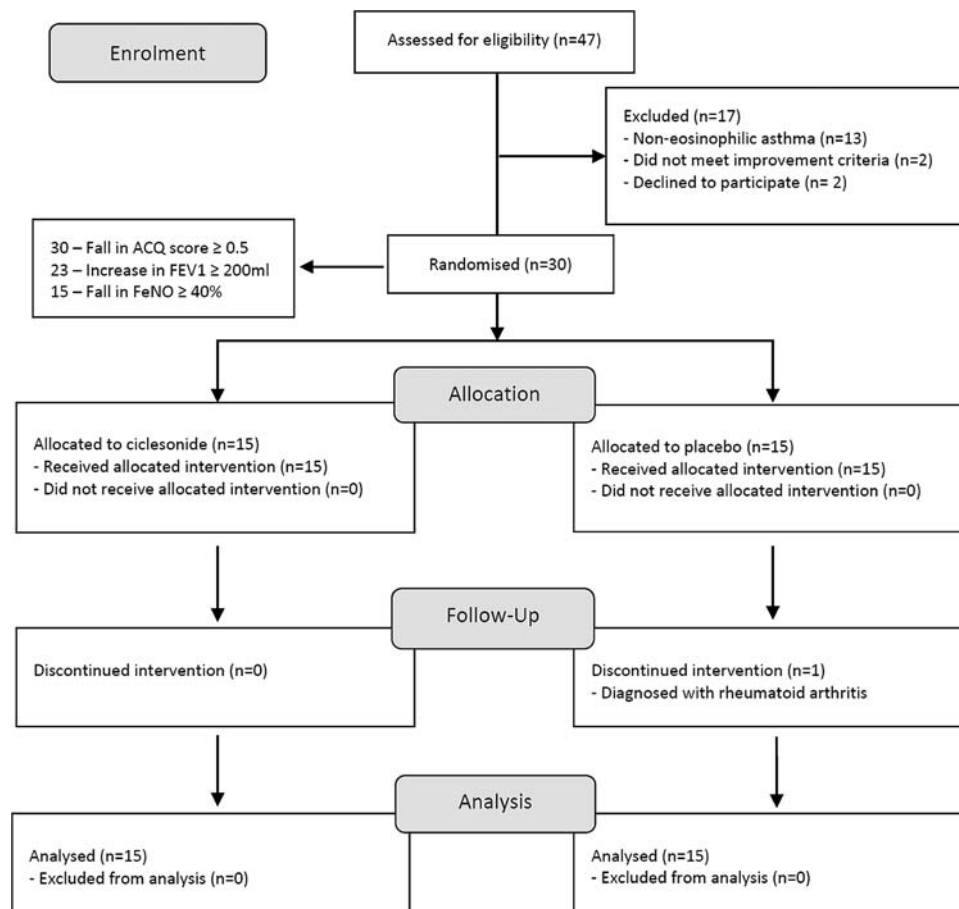 Enrolment
Assessed for eligibility (n=47)
Excluded (n=17)
- Non-eosinophilic asthma (n=13)
- Did not meet improvement criteria (n=2)
- Declined to participate (n= 2)
30 – Fall in ACQ score ≥ 0.5
23 – Increase in FEV1 ≥ 200ml
15 – Fall in FeNO ≥ 40%
Randomised (n=30)
Allocation
Allocated to ciclesonide (n=15)
- Received allocated intervention (n=15)
- Did not receive allocated intervention (n=0)
Allocated to placebo (n=15)
- Received allocated intervention (n=15)
- Did not receive allocated intervention (n=0)
Follow-Up
Discontinued intervention (n=0)
Discontinued intervention (n=1)
- Diagnosed with rheumatoid arthritis
Analysis
Analysed (n=15)
- Excluded from analysis (n=0)
Analysed (n=15)
- Excluded from analysis (n=0)